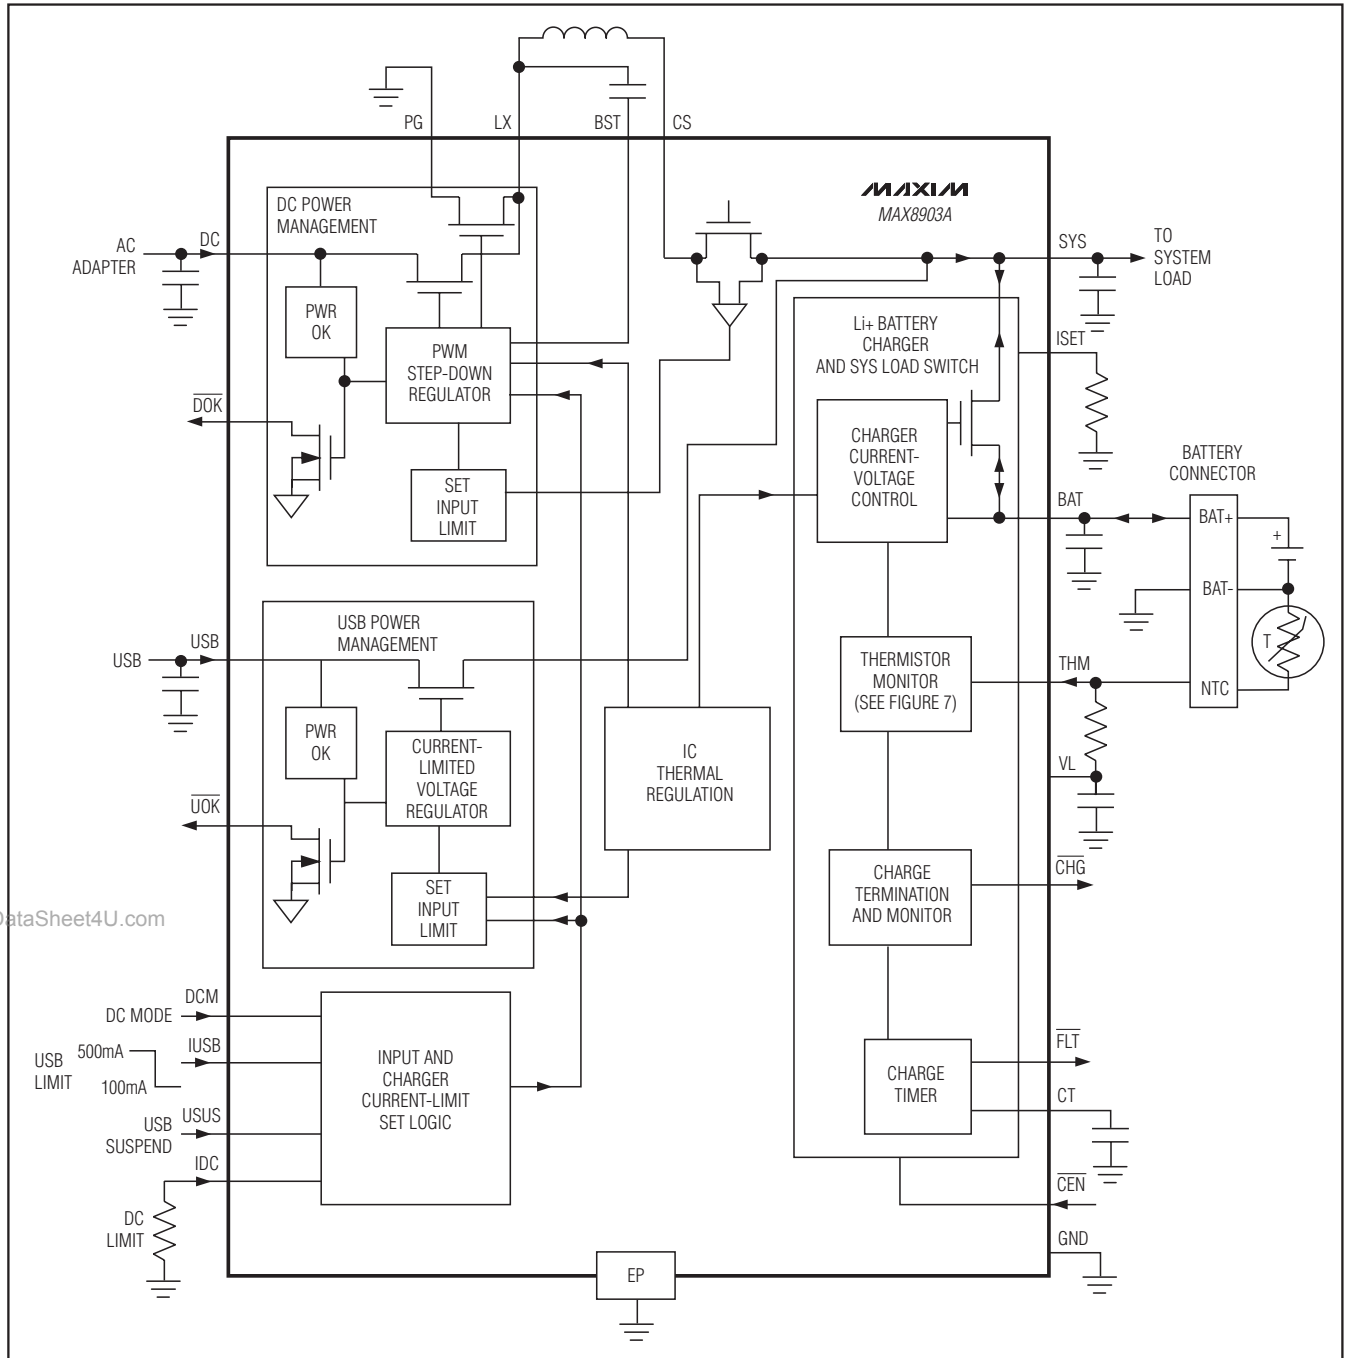 PG
LX
BST
CS
MAXIM
MAX8903A
DC POWER
MANAGEMENT
AC
ADAPTER
DC
PWR
OK
PWM
STEP-DOWN
REGULATOR
DOK
SET
INPUT
LIMIT
SYS
TO
SYSTEM
LOAD
Li+ BATTERY
CHARGER
AND SYS LOAD SWITCH
ISET
CHARGER
CURRENT-
VOLTAGE
CONTROL
BATTERY
CONNECTOR
BAT
BAT+
+
BAT-
T
NTC
USB POWER
MANAGEMENT
USB
USB
PWR
OK
CURRENT-
LIMITED
VOLTAGE
REGULATOR
UOK
SET
INPUT
LIMIT
IC
THERMAL
REGULATION
THERMISTOR
MONITOR
(SEE FIGURE 7)
THM
VL
CHARGE
TERMINATION
AND MONITOR
CHG
DataSheet4U.com
DCM
DC MODE
IUSB
USB
LIMIT
500mA
100mA
USUS
USB
SUSPEND
IDC
DC
LIMIT
INPUT AND
CHARGER
CURRENT-LIMIT
SET LOGIC
CHARGE
TIMER
FLT
CT
CEN
GND
EP